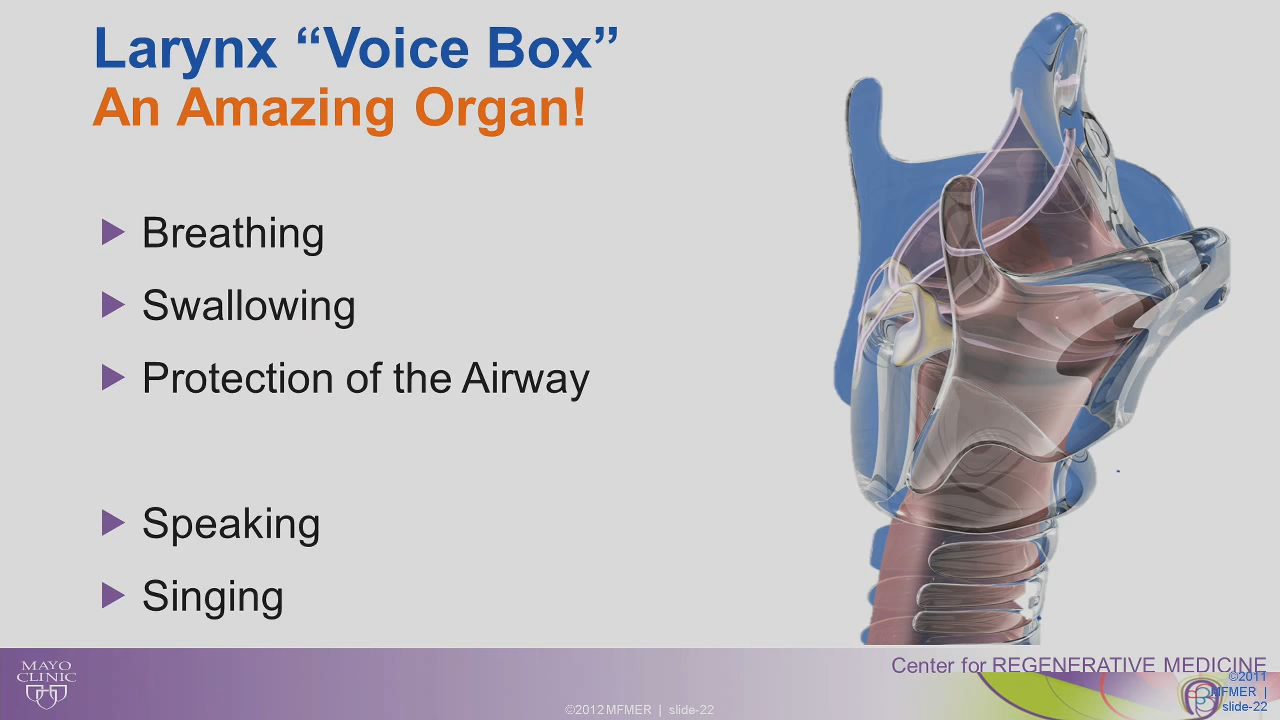 Larynx “Voice Box”
An Amazing Organ!
Breathing
Swallowing
Protection of the Airway
Speaking
Singing
Center for REGENERATIVE MEDICINE
MAYO
CLINIC
©2012 MFMER | slide-22
©2011
MFMER |
slide-22